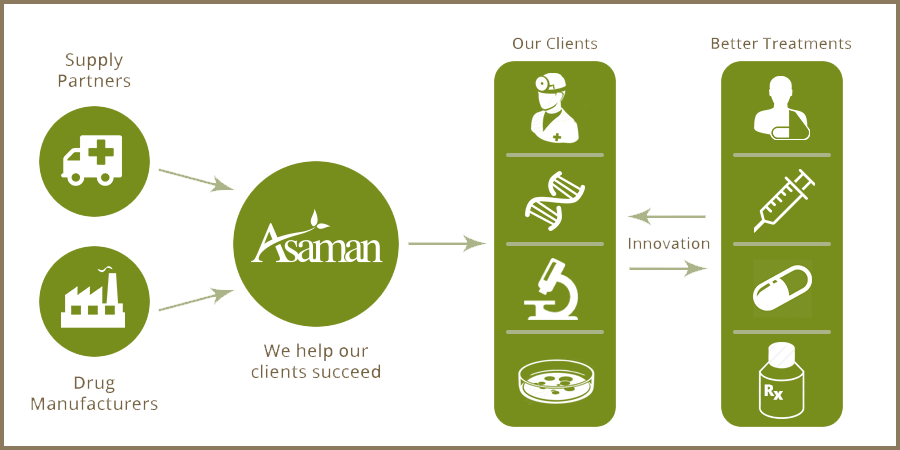 Supply
Partners
Drug
Manufacturers
Asaman
We help our
clients succeed
Our Clients
Innovation
Better Treatments
Rx